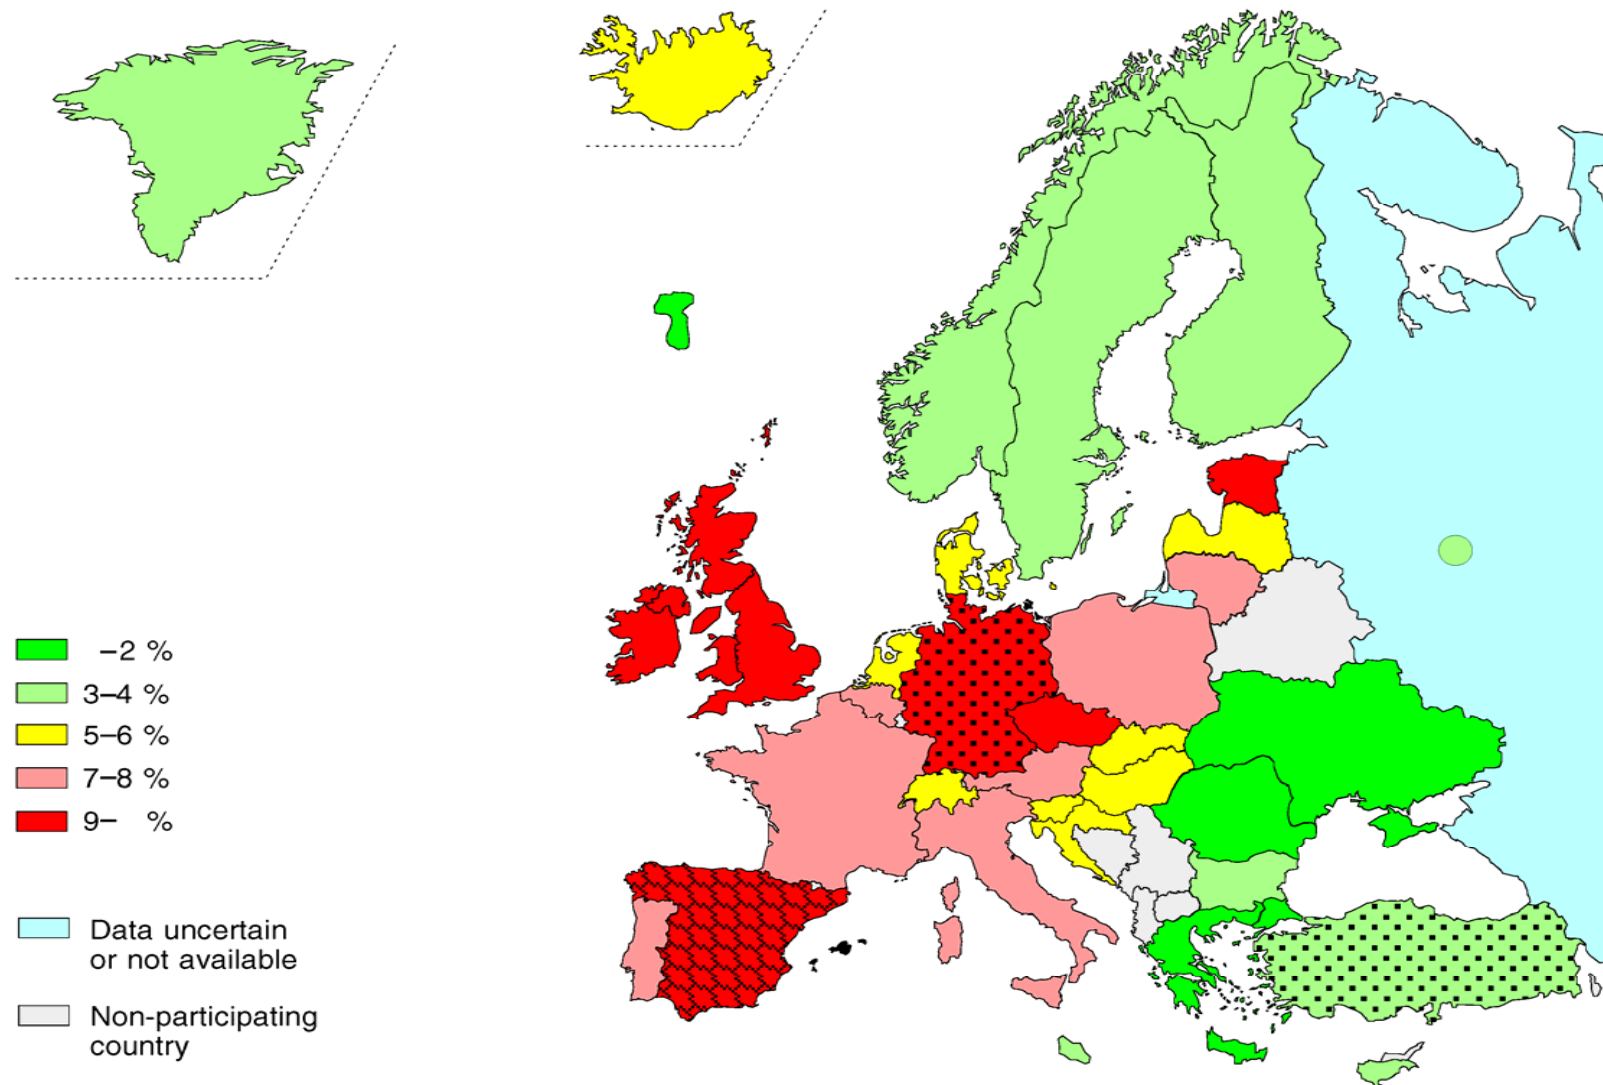 −2 %
3−4 %
5−6 %
7−8 %
9− %
Data uncertain
or not available
Non-participating
country